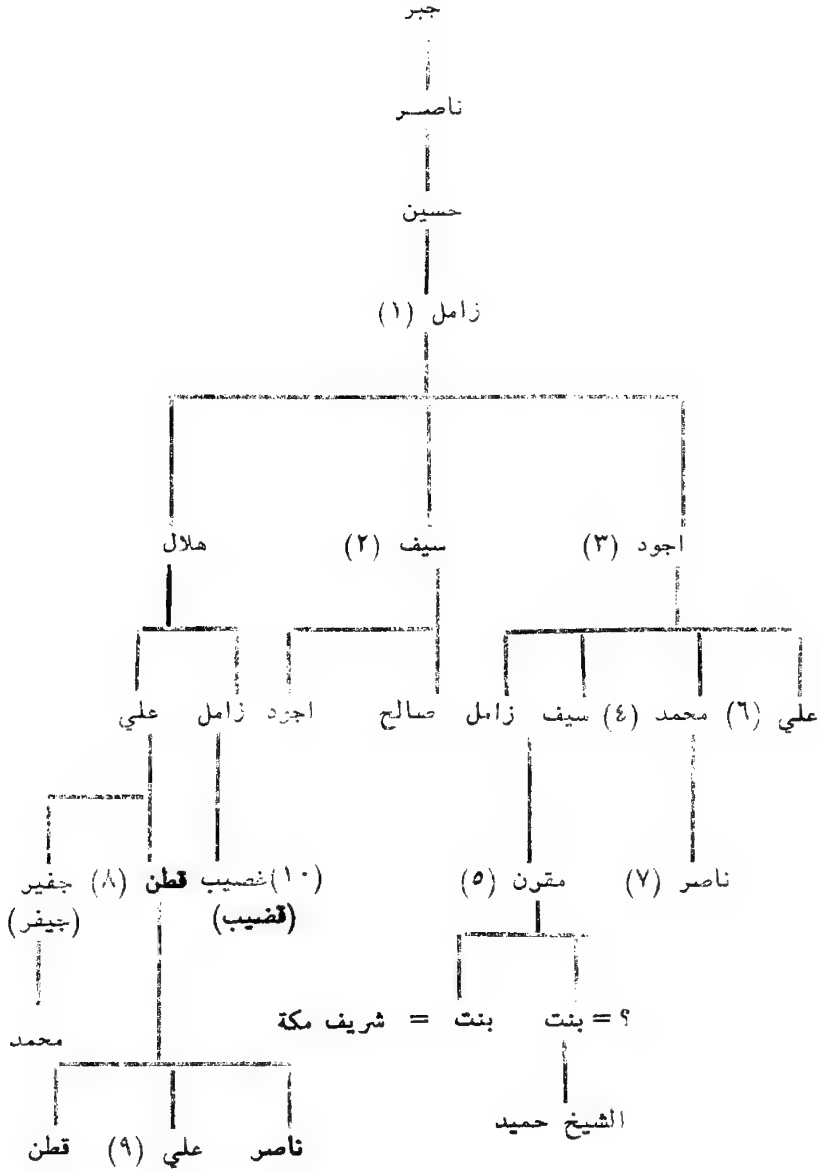 جبر
ناصر
حسين
زامل (١)
اجود (٣) سيف (٢) هلال
علي (٦) محمد (٤) سيف زامل صالح اجود زامل علي
ناصر (٧) مقرن (٥) (١٠) غصيب قطن (٨) جفير
(قضيب) (جيفر)
؟ = بنت بنت = شريف مكة
محمد
الشيخ حميد
ناصر علي (٩) قطن